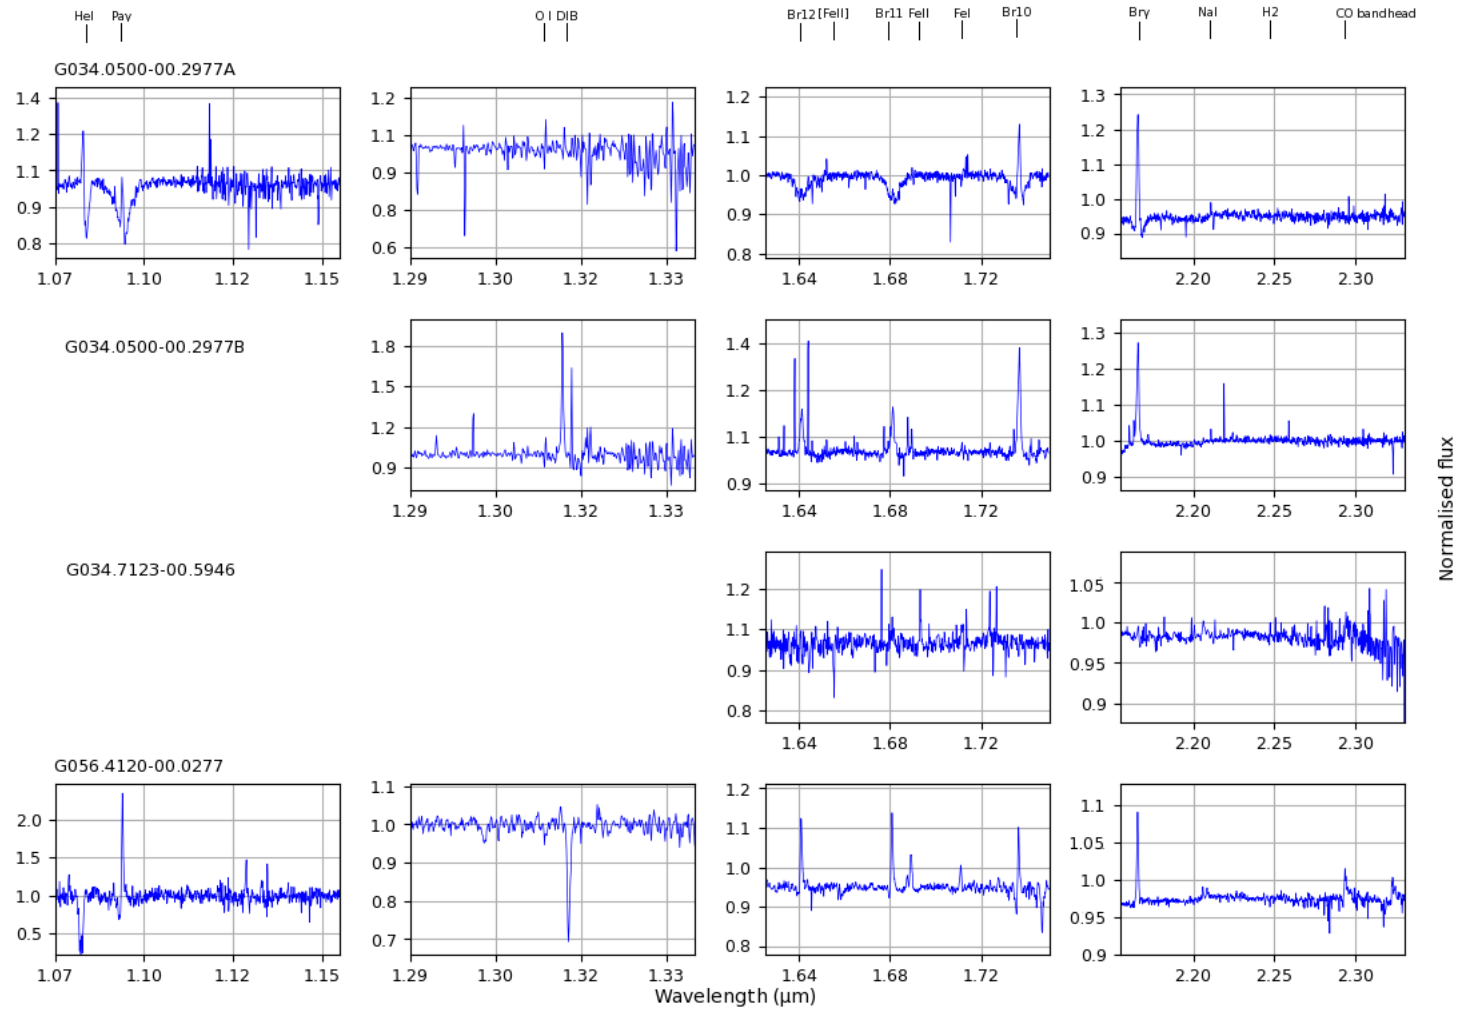 HeI Paγ O I DIB Br12 [FeII] Br11 FeII FeI Br10 Brγ NaI H2 CO bandhead
G034.0500-00.2977A
1.4 1.2 1.1 0.9 0.8
1.07 1.10 1.12 1.15
1.2 1.1 0.9 0.8 0.6
1.29 1.30 1.32 1.33
1.2 1.1 1.0 0.9 0.8
1.64 1.68 1.72
1.3 1.2 1.1 1.0 0.9
2.20 2.25 2.30
G034.0500-00.2977B
1.8 1.5 1.2 0.9
1.29 1.30 1.32 1.33
1.4 1.2 1.1 0.9
1.64 1.68 1.72
1.3 1.2 1.1 1.0 0.9
2.20 2.25 2.30
Normalised flux
G034.7123-00.5946
1.2 1.1 0.9 0.8
1.64 1.68 1.72
1.05 1.0 0.95 0.9
2.20 2.25 2.30
G056.4120-00.0277
2.0 1.5 1.0 0.5
1.07 1.10 1.12 1.15
1.1 1.0 0.9 0.8 0.7
1.29 1.30 1.32 1.33
1.2 1.1 1.0 0.9 0.8
1.64 1.68 1.72
1.1 1.05 1.0 0.95 0.9
2.20 2.25 2.30
Wavelength (μm)